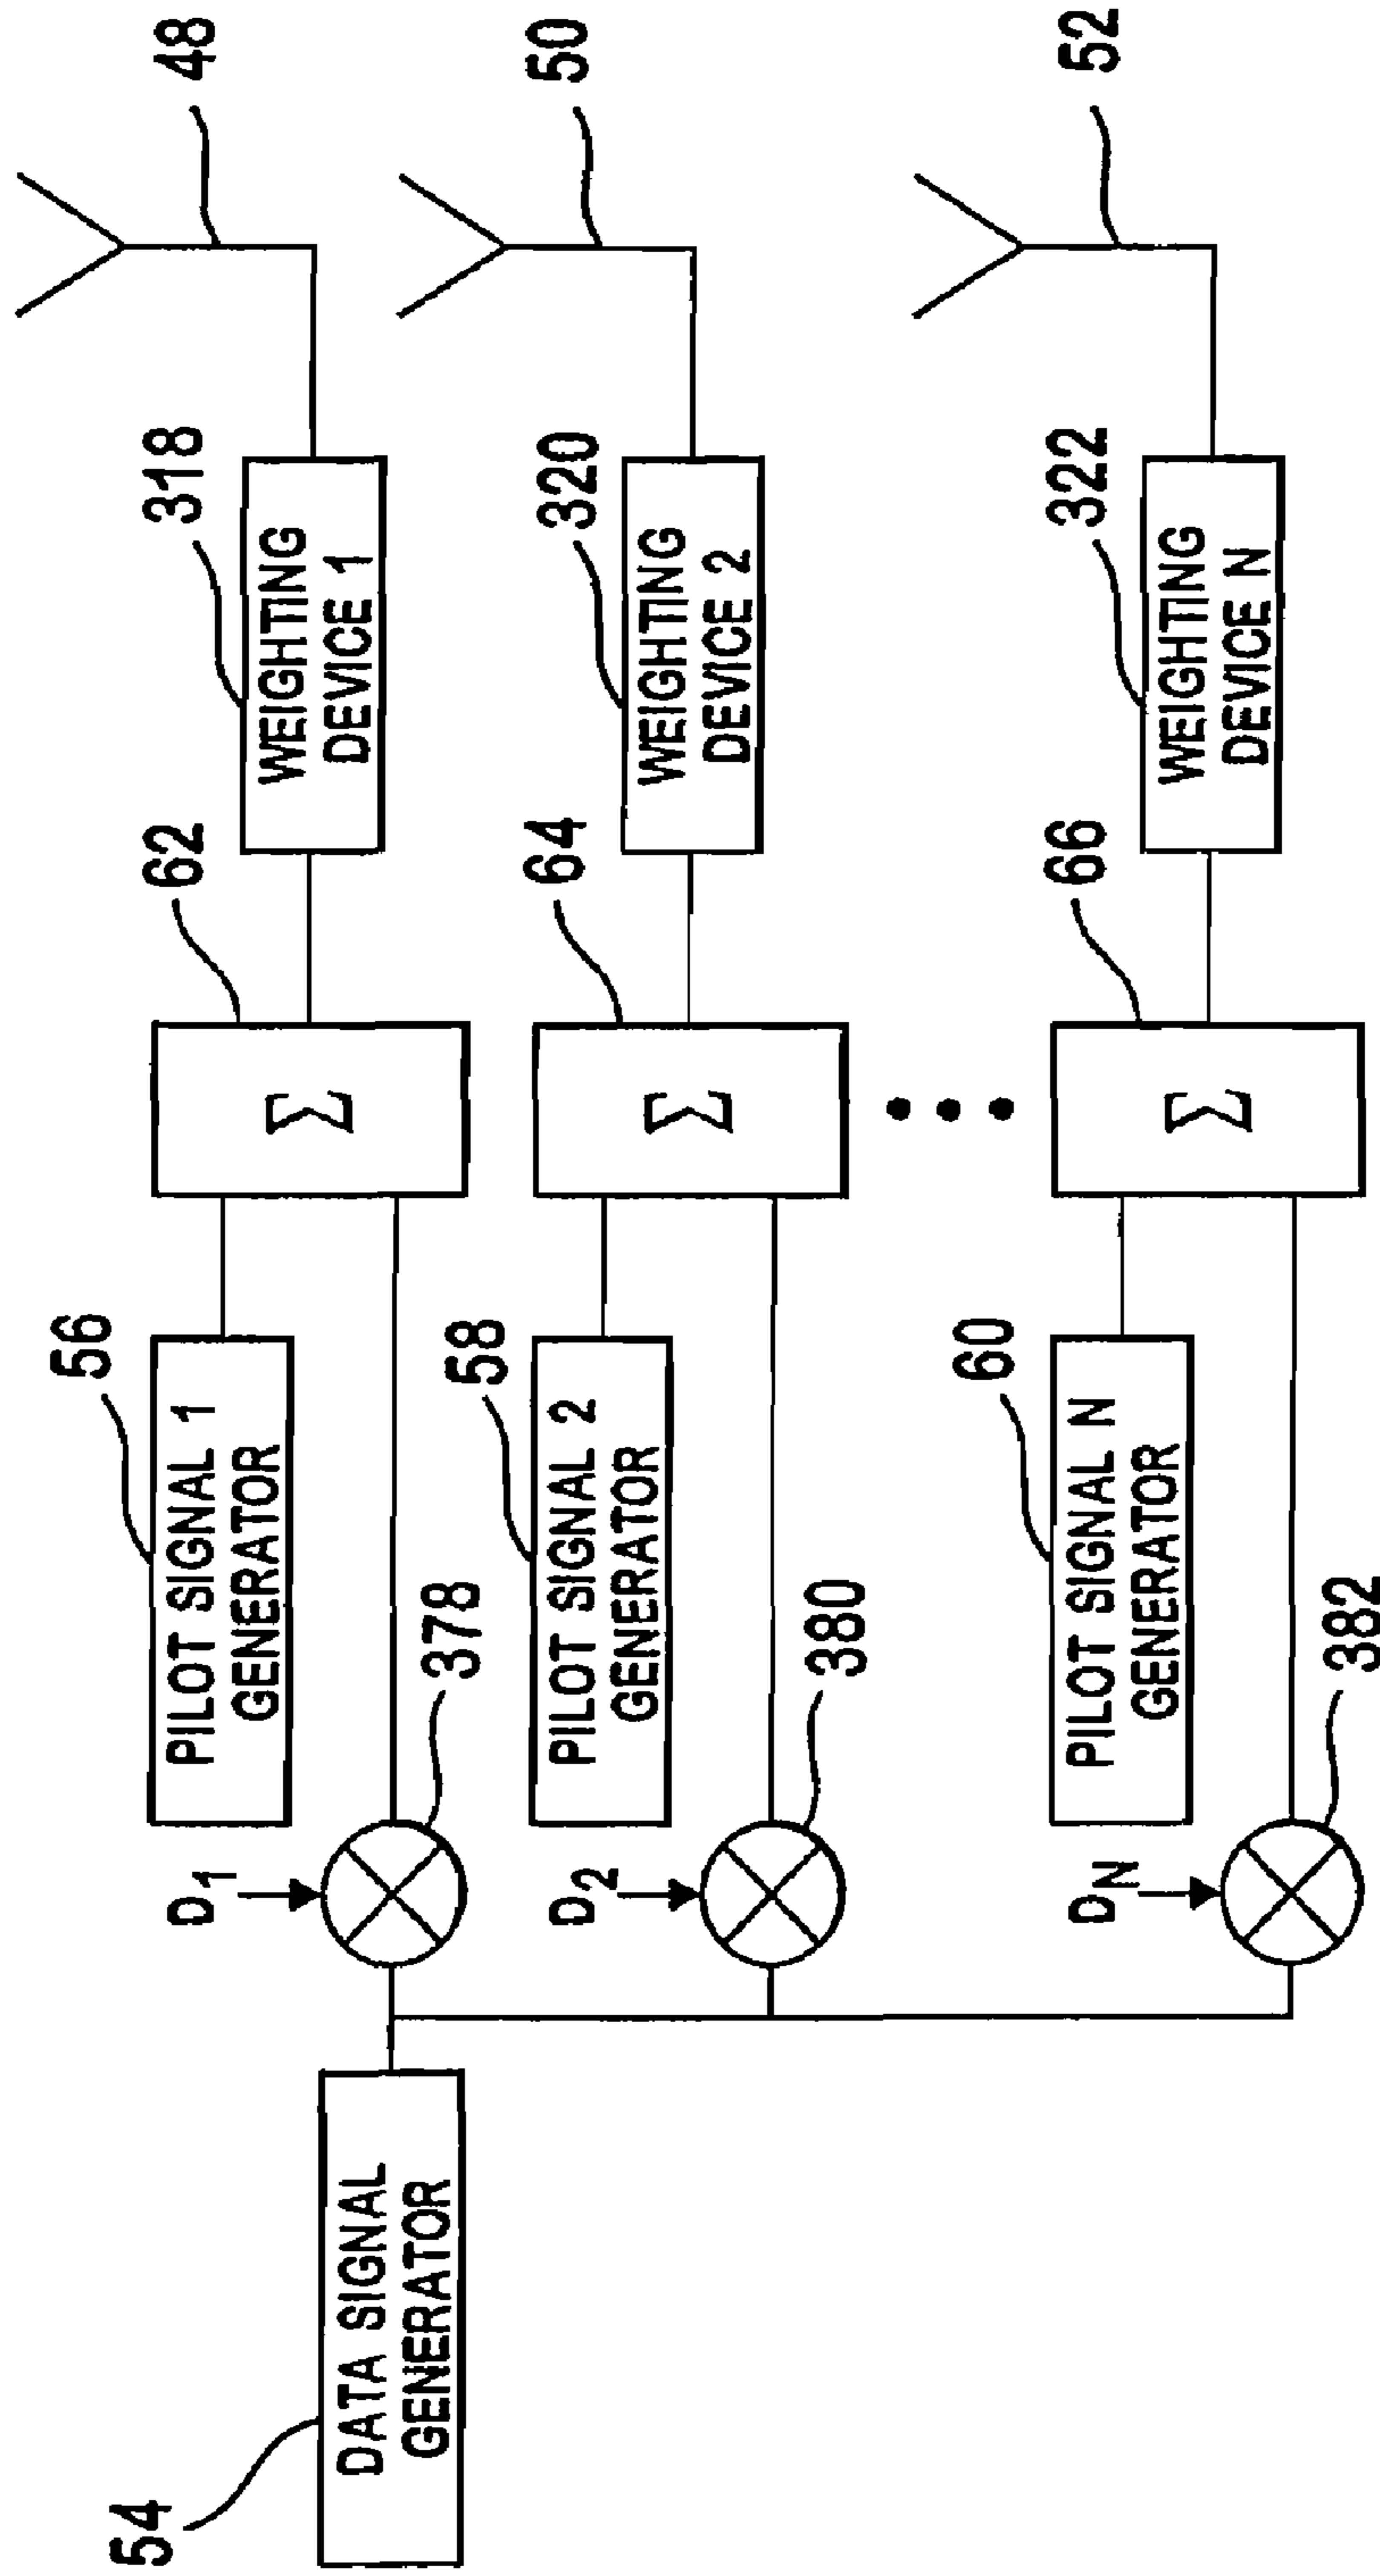 54
DATA SIGNAL
GENERATOR
D1
378
56
PILOT SIGNAL 1
GENERATOR
62
Σ
318
WEIGHTING
DEVICE 1
48
D2
380
58
PILOT SIGNAL 2
GENERATOR
64
Σ
320
WEIGHTING
DEVICE 2
50
DN
382
60
PILOT SIGNAL N
GENERATOR
66
Σ
322
WEIGHTING
DEVICE N
52